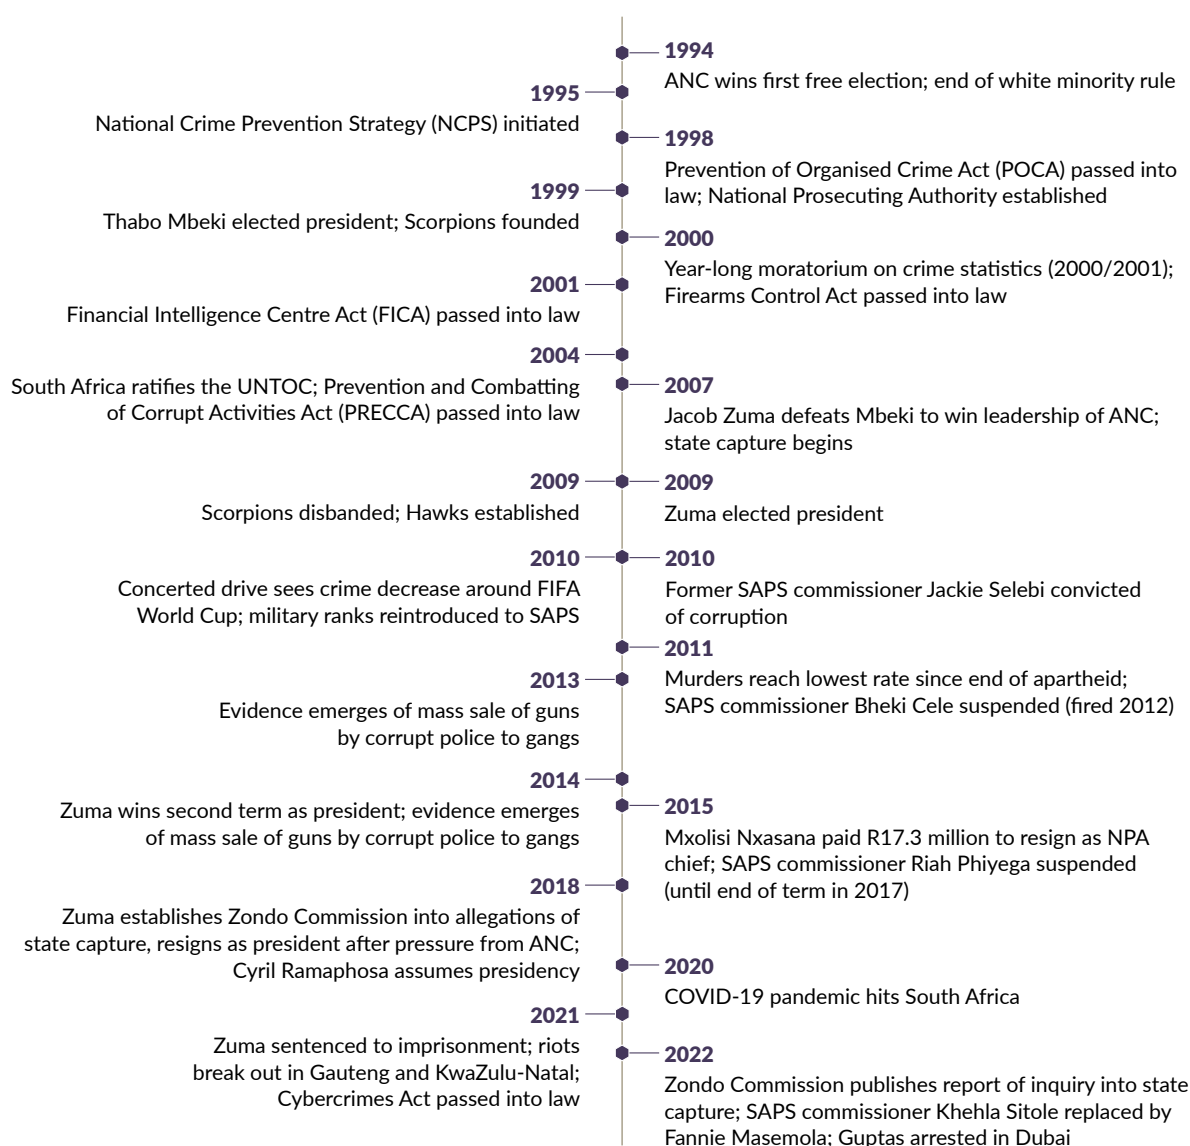 1994
ANC wins first free election; end of white minority rule
1995
National Crime Prevention Strategy (NCPS) initiated
1998
Prevention of Organised Crime Act (POCA) passed into
law; National Prosecuting Authority established
1999
Thabo Mbeki elected president; Scorpions founded
2000
Year-long moratorium on crime statistics (2000/2001);
Firearms Control Act passed into law
2001
Financial Intelligence Centre Act (FICA) passed into law
2004
South Africa ratifies the UNTOC; Prevention and Combatting
of Corrupt Activities Act (PRECCA) passed into law
2007
Jacob Zuma defeats Mbeki to win leadership of ANC;
state capture begins
2009
Scorpions disbanded; Hawks established
2009
Zuma elected president
2010
Concerted drive sees crime decrease around FIFA
World Cup; military ranks reintroduced to SAPS
2010
Former SAPS commissioner Jackie Selebi convicted
of corruption
2011
Murders reach lowest rate since end of apartheid;
SAPS commissioner Bheki Cele suspended (fired 2012)
2013
Evidence emerges of mass sale of guns
by corrupt police to gangs
2014
Zuma wins second term as president; evidence emerges
of mass sale of guns by corrupt police to gangs
2015
Mxolisi Nxasana paid R17.3 million to resign as NPA
chief; SAPS commissioner Riah Phiyega suspended
(until end of term in 2017)
2018
Zuma establishes Zondo Commission into allegations of
state capture, resigns as president after pressure from ANC;
Cyril Ramaphosa assumes presidency
2020
COVID-19 pandemic hits South Africa
2021
Zuma sentenced to imprisonment; riots
break out in Gauteng and KwaZulu-Natal;
Cybercrimes Act passed into law
2022
Zondo Commission publishes report of inquiry into state
capture; SAPS commissioner Khehla Sitole replaced by
Fannie Masemola; Guptas arrested in Dubai